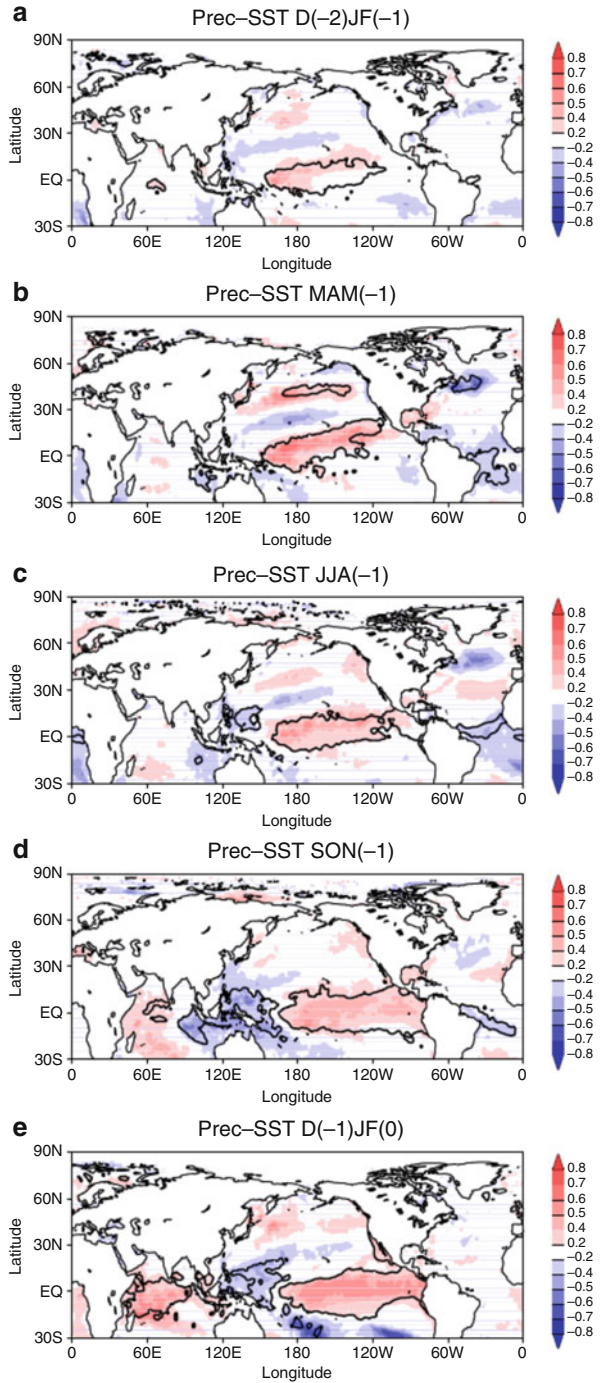 a
Prec–SST D(−2)JF(−1)
90N
60N
30N
EQ
30S
Latitude
0 60E 120E 180 120W 60W 0
Longitude
0.8
0.7
0.6
0.5
0.4
0.2
−0.2
−0.4
−0.5
−0.6
−0.7
−0.8
b
Prec–SST MAM(−1)
90N
60N
30N
EQ
30S
Latitude
0 60E 120E 180 120W 60W 0
Longitude
0.8
0.7
0.6
0.5
0.4
0.2
−0.2
−0.4
−0.5
−0.6
−0.7
−0.8
c
Prec–SST JJA(−1)
90N
60N
30N
EQ
30S
Latitude
0 60E 120E 180 120W 60W 0
Longitude
0.8
0.7
0.6
0.5
0.4
0.2
−0.2
−0.4
−0.5
−0.6
−0.7
−0.8
d
Prec–SST SON(−1)
90N
60N
30N
EQ
30S
Latitude
0 60E 120E 180 120W 60W 0
Longitude
0.8
0.7
0.6
0.5
0.4
0.2
−0.2
−0.4
−0.5
−0.6
−0.7
−0.8
e
Prec–SST D(−1)JF(0)
90N
60N
30N
EQ
30S
Latitude
0 60E 120E 180 120W 60W 0
Longitude
0.8
0.7
0.6
0.5
0.4
0.2
−0.2
−0.4
−0.5
−0.6
−0.7
−0.8